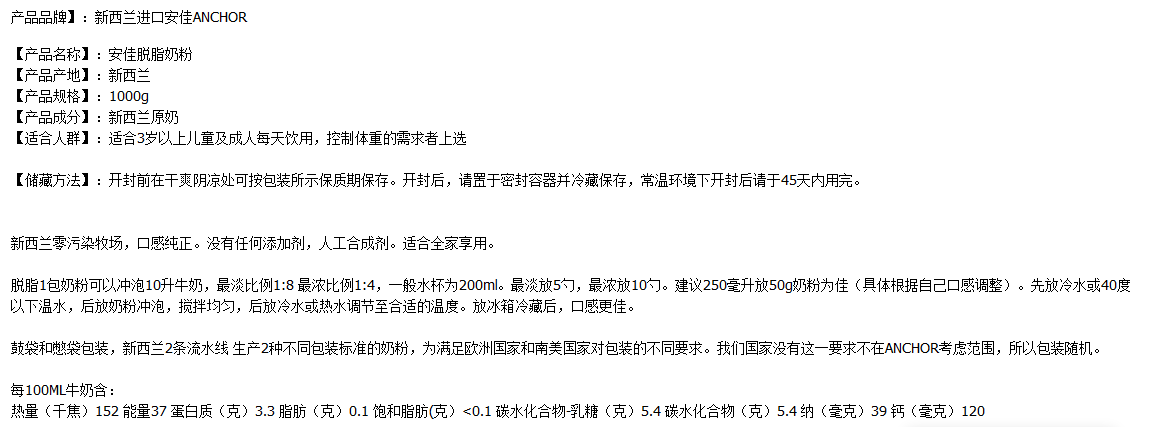 产品品牌】：新西兰进口安佳ANCHOR
【产品名称】：安佳脱脂奶粉
【产品产地】：新西兰
【产品规格】：1000g
【产品成分】：新西兰原奶
【适合人群】：适合3岁以上儿童及成人每天饮用，控制体重的需求者上选
【储藏方法】：开封前在干爽阴凉处可按包装所示保质期保存。开封后，请置于密封容器并冷藏保存，常温环境下开封后请于45天内用完。
新西兰零污染牧场，口感纯正。没有任何添加剂，人工合成剂。适合全家享用。
脱脂1包奶粉可以冲泡10升牛奶，最淡比例1:8 最浓比例1:4，一般水杯为200ml。最淡放5勺，最浓放10勺。建议250毫升放50g奶粉为佳（具体根据自己口感调整）。先放冷水或40度
以下温水，后放奶粉冲泡，搅拌均匀，后放冷水或热水调节至合适的温度。放冰箱冷藏后，口感更佳。
鼓袋和憋袋包装，新西兰2条流水线 生产2种不同包装标准的奶粉，为满足欧洲国家和南美国家对包装的不同要求。我们国家没有这一要求不在ANCHOR考虑范围，所以包装随机。
每100ML牛奶含：
热量（千焦）152 能量37 蛋白质（克）3.3 脂肪（克）0.1 饱和脂肪(克）<0.1 碳水化合物-乳糖（克）5.4 碳水化合物（克）5.4 纳（毫克）39 钙（毫克）120